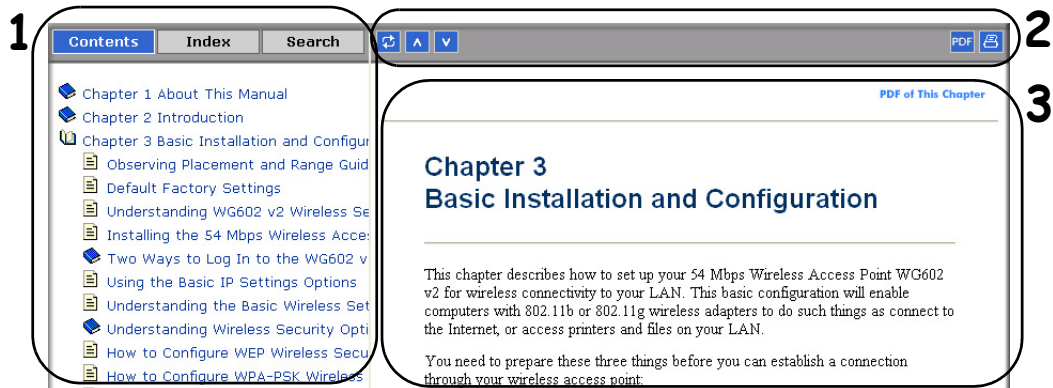 1
Contents Index Search
Chapter 1 About This Manual
Chapter 2 Introduction
Chapter 3 Basic Installation and Configur
Observing Placement and Range Guid
Default Factory Settings
Understanding WG602 v2 Wireless Se
Installing the 54 Mbps Wireless Acce
Two Ways to Log In to the WG602 v
Using the Basic IP Settings Options
Understanding the Basic Wireless Set
Understanding Wireless Security Opti
How to Configure WEP Wireless Secu
How to Configure WPA-PSK Wireless
2
PDF
3
PDF of This Chapter
Chapter 3
Basic Installation and Configuration
This chapter describes how to set up your 54 Mbps Wireless Access Point WG602
v2 for wireless connectivity to your LAN. This basic configuration will enable
computers with 802.11b or 802.11g wireless adapters to do such things as connect to
the Internet, or access printers and files on your LAN.
You need to prepare these three things before you can establish a connection
through your wireless access point: